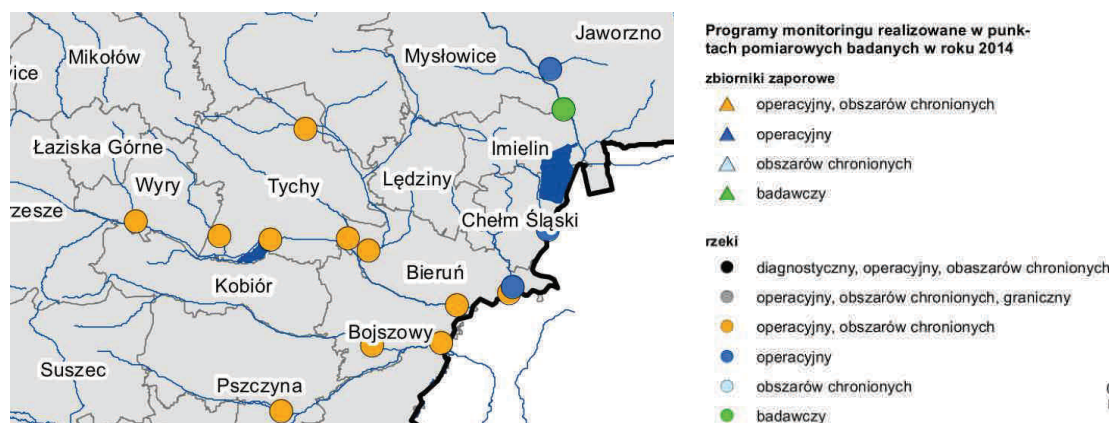 Jaworzno
Mikołów
Mysłowice
ice
Łaziska Górne
Imielin
Wyry
Tychy
Lędziny
rzesze
Chełm Śląski
Bieruń
Kobiór
Bojszowy
Suszec
Pszczyna
Programy monitoringu realizowane w punk-
tach pomiarowych badanych w roku 2014
zbiorniki zaporowe
operacyjny, obszarów chronionych
operacyjny
obszarów chronionych
badawczy
rzeki
diagnostyczny, operacyjny, obaszarów chronionych
operacyjny, obszarów chronionych, graniczny
operacyjny, obszarów chronionych
operacyjny
obszarów chronionych
badawczy